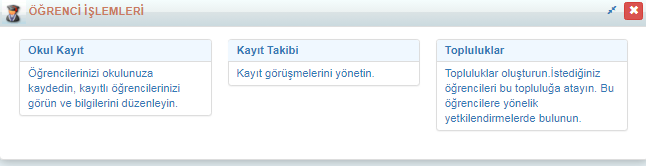 ÖĞRENCİ İŞLEMLERİ
Okul Kayıt
Öğrencilerinizi okulunuza
kaydedin, kayıtlı öğrencilerinizi
görün ve bilgilerini düzenleyin.
Kayıt Takibi
Kayıt görüşmelerini yönetin.
Topluluklar
Topluluklar oluşturun.İstediğiniz
öğrencileri bu topluluğa atayın. Bu
öğrencilere yönelik
yetkilendirmelerde bulunun.